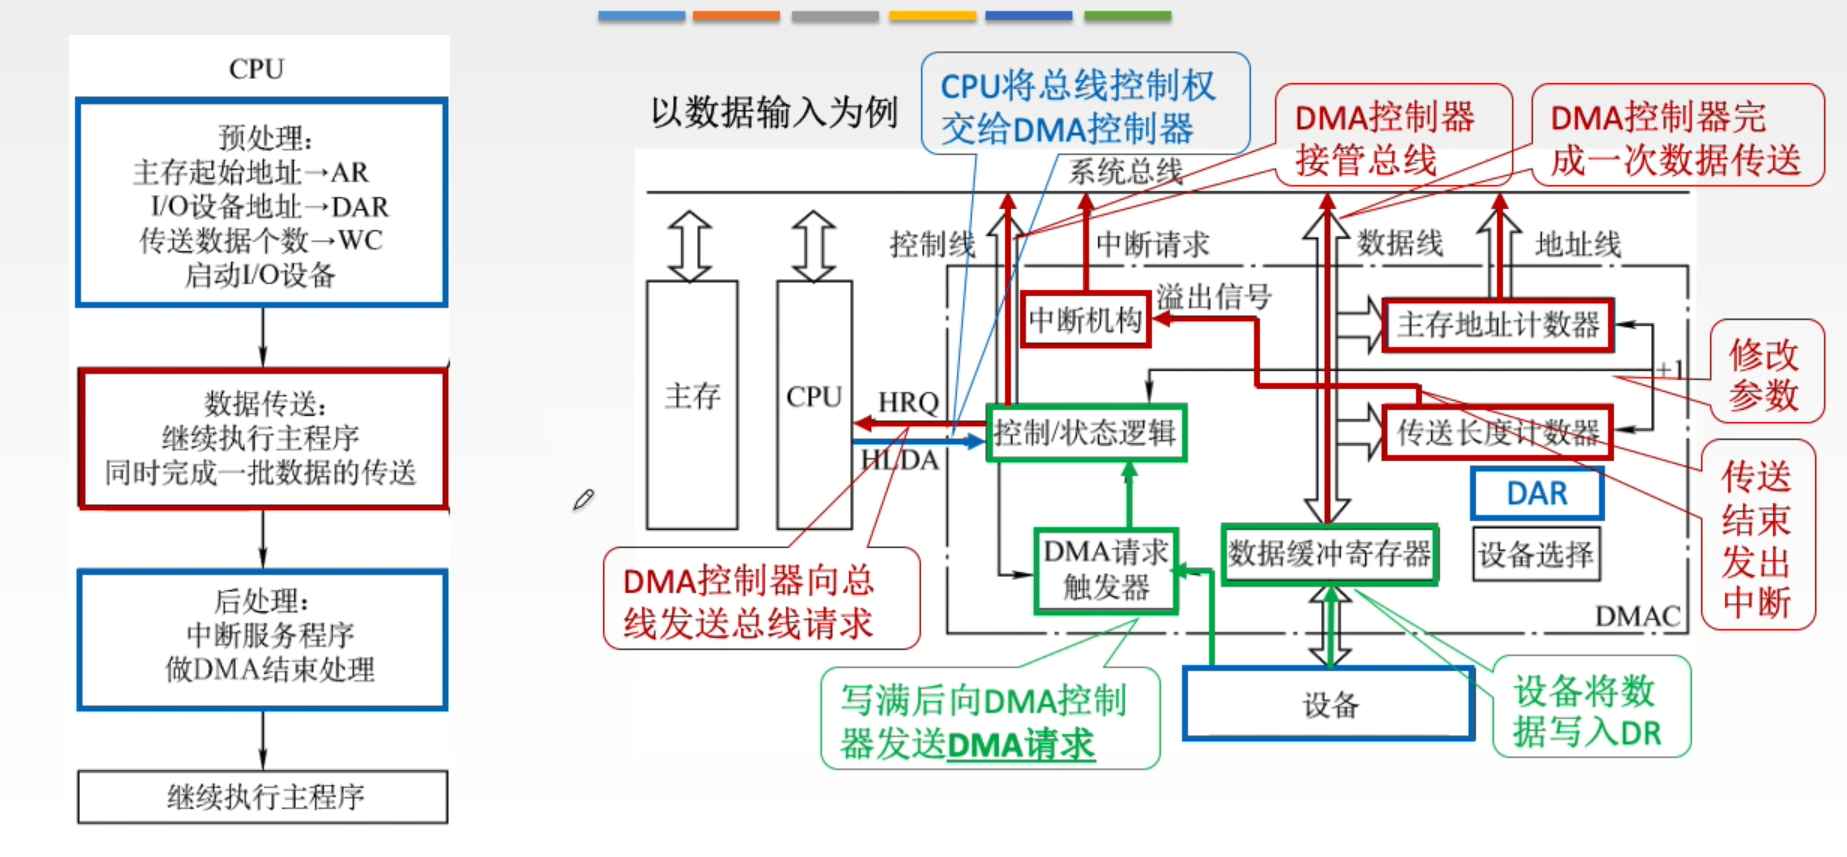 CPU
预处理：
主存起始地址→AR
I/O设备地址→DAR
传送数据个数→WC
启动I/O设备
数据传送：
继续执行主程序
同时完成一批数据的传送
后处理：
中断服务程序
做DMA结束处理
继续执行主程序
以数据输入为例
CPU将总线控制权
交给DMA控制器
DMA控制器
接管总线
DMA控制器完
成一次数据传送
系统总线
控制线
中断请求
数据线
地址线
中断机构
溢出信号
主存地址计数器
+1
修改
参数
主存
CPU
HRQ
HLDA
控制/状态逻辑
传送长度计数器
DAR
传送
结束
发出
中断
DMA请求
触发器
数据缓冲寄存器
设备选择
DMAC
DMA控制器向总
线发送总线请求
写满后向DMA控制
器发送DMA请求
设备
设备将数
据写入DR